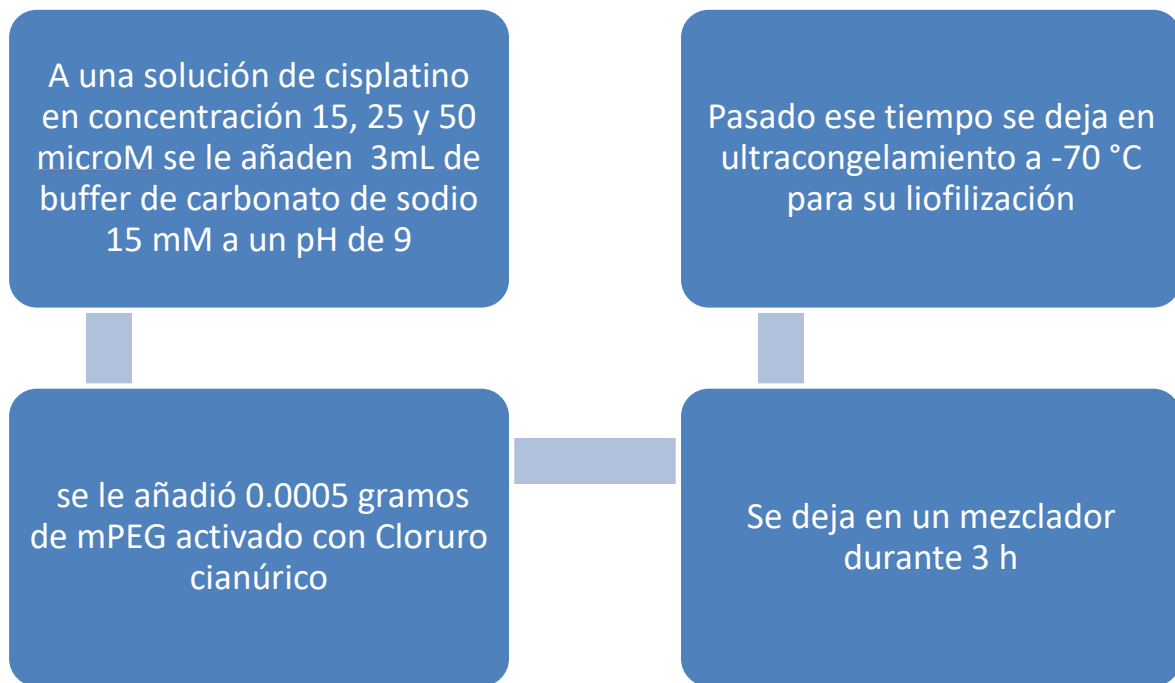 A una solución de cisplatino
en concentración 15, 25 y 50
microM se le añaden 3mL de
buffer de carbonato de sodio
15 mM a un pH de 9
se le añadió 0.0005 gramos
de mPEG activado con Cloruro
cianúrico
Se deja en un mezclador
durante 3 h
Pasado ese tiempo se deja en
ultracongelamiento a -70 °C
para su liofilización